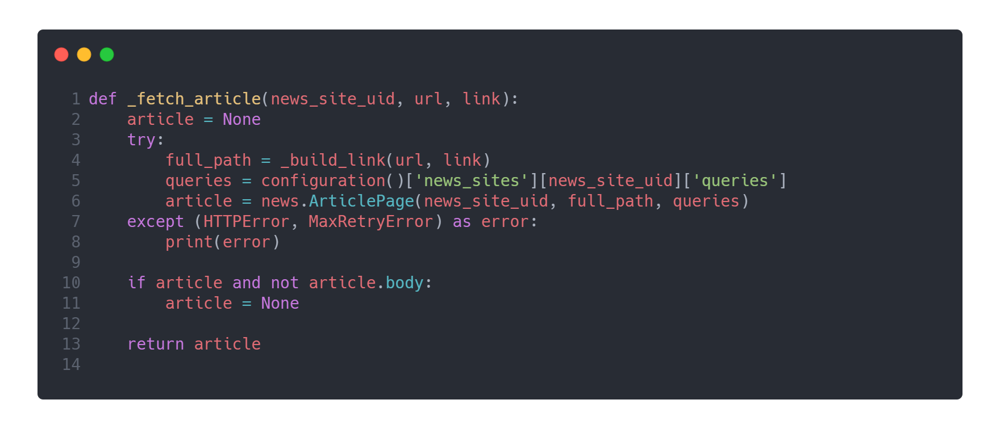 1 def _fetch_article(news_site_uid, url, link):
2     article = None
3     try:
4         full_path = _build_link(url, link)
5         queries = configuration()['news_sites'][news_site_uid]['queries']
6         article = news.ArticlePage(news_site_uid, full_path, queries)
7     except (HTTPError, MaxRetryError) as error:
8         print(error)
9
10     if article and not article.body:
11         article = None
12
13     return article
14